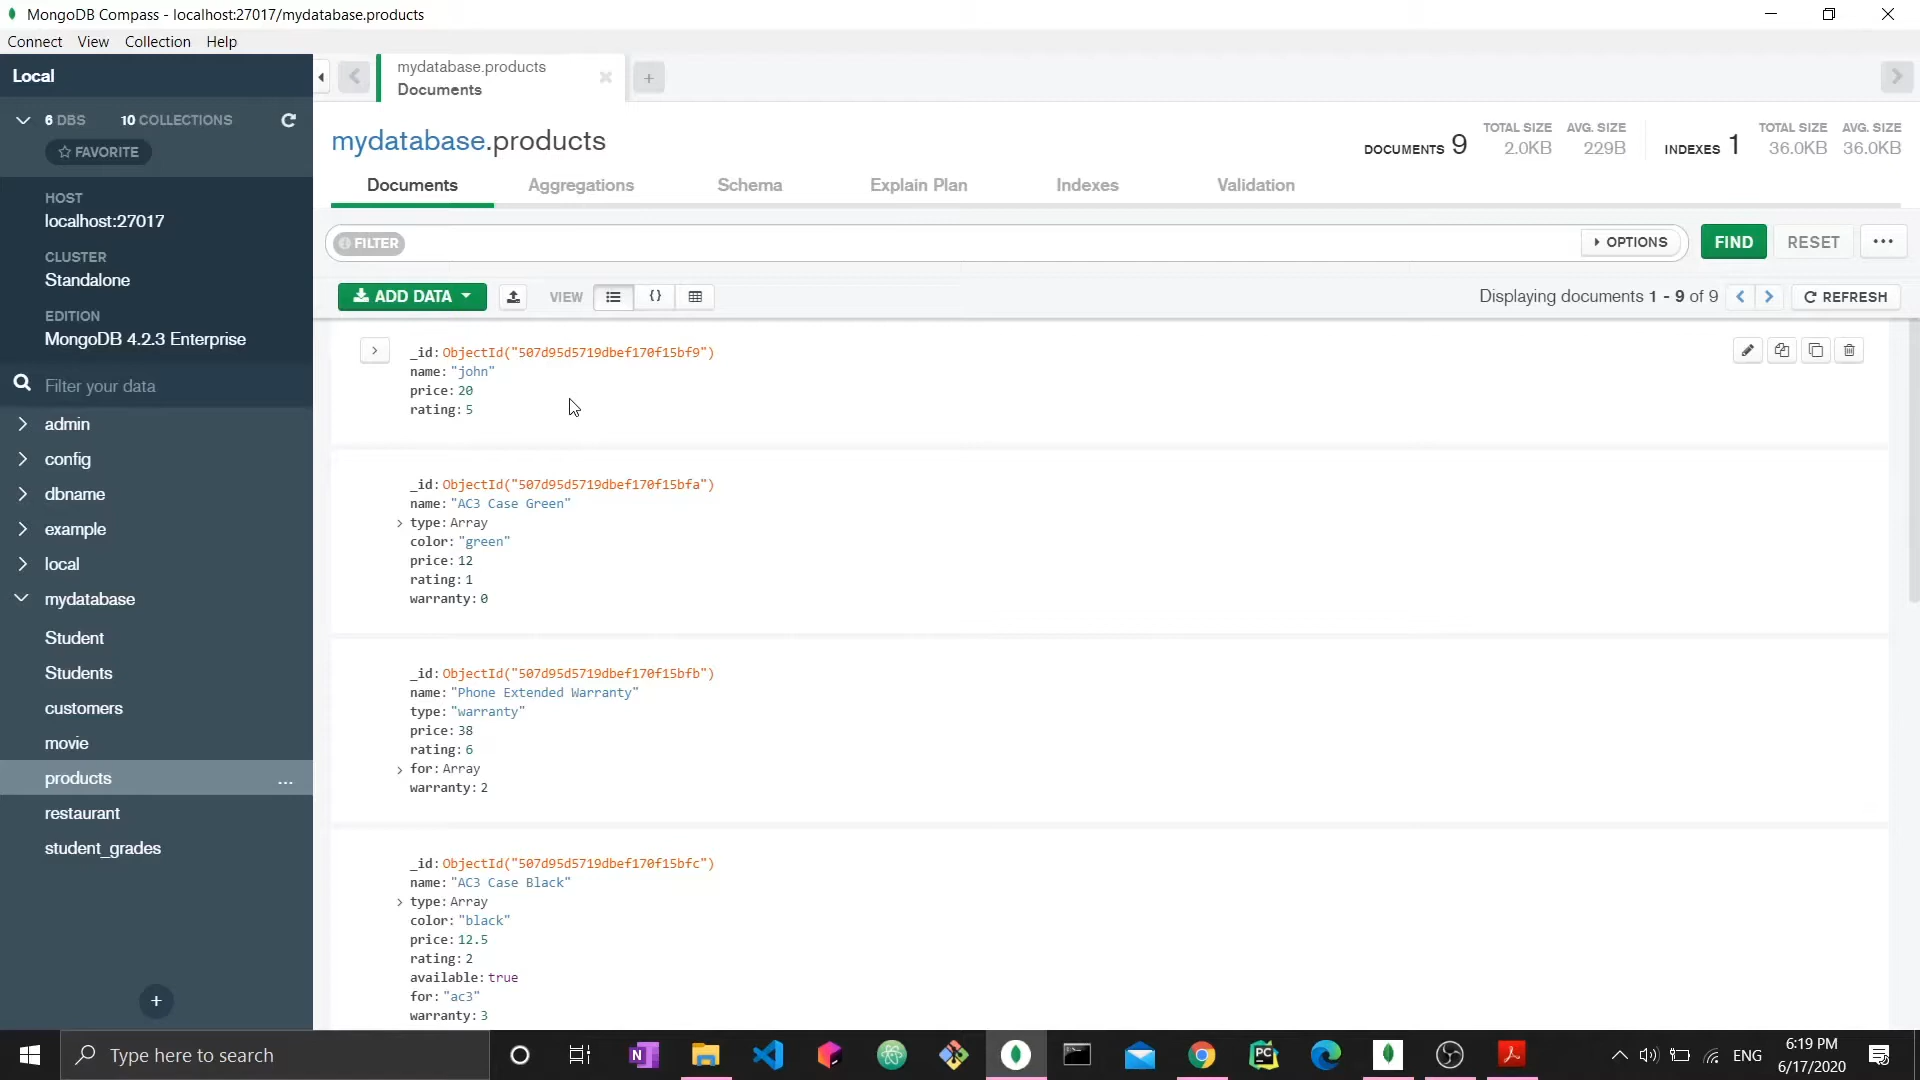 MongoDB Compass - localhost:27017/mydatabase.products
Connect View Collection Help
Local
6 DBS 10 COLLECTIONS
FAVORITE
HOST
localhost:27017
CLUSTER
Standalone
EDITION
MongoDB 4.2.3 Enterprise
Filter your data
admin
config
dbname
example
local
mydatabase
Student
Students
customers
movie
products ...
restaurant
student_grades
+
mydatabase.products
Documents
+
mydatabase.products
DOCUMENTS 9 TOTAL SIZE 2.0KB AVG. SIZE 229B INDEXES 1 TOTAL SIZE 36.0KB AVG. SIZE 36.0KB
Documents Aggregations Schema Explain Plan Indexes Validation
FILTER OPTIONS FIND RESET ...
ADD DATA VIEW {} Displaying documents 1 - 9 of 9 REFRESH
_id: ObjectId("507d95d5719dbef170f15bf9")
name: "john"
price: 20
rating: 5
_id: ObjectId("507d95d5719dbef170f15bfa")
name: "AC3 Case Green"
type: Array
color: "green"
price: 12
rating: 1
warranty: 0
_id: ObjectId("507d95d5719dbef170f15bfb")
name: "Phone Extended Warranty"
type: "warranty"
price: 38
rating: 6
for: Array
warranty: 2
_id: ObjectId("507d95d5719dbef170f15bfc")
name: "AC3 Case Black"
type: Array
color: "black"
price: 12.5
rating: 2
available: true
for: "ac3"
warranty: 3
Type here to search
N
PC
ENG
6:19 PM
6/17/2020